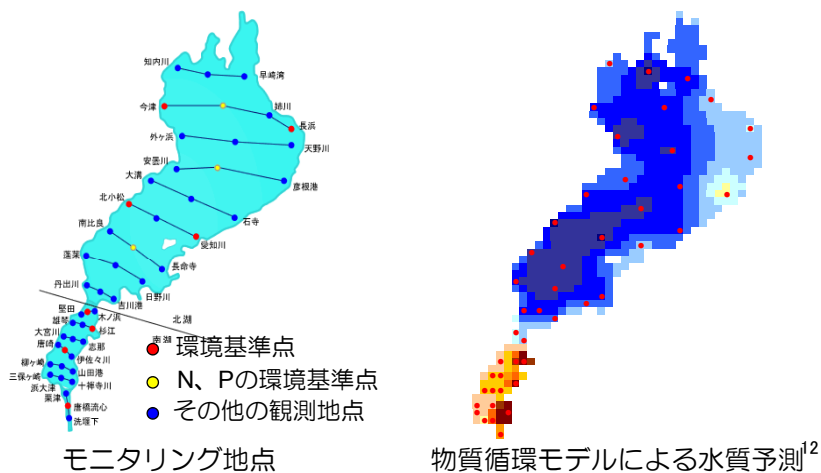 知内川
早崎湾
今津
姉川
長浜
外ヶ浜
天野川
安曇川
大溝
彦根港
北小松
石寺
南比良
愛知川
蓬莱
長命寺
日野川
丹出川
吉川港
堅田
木ノ浜
北湖
雄琴
杉江
大宮川
南湖
志那
唐崎
伊佐々川
柳ヶ崎
山田港
三保ヶ崎
十禅寺川
浜大津
粟津
唐橋流心
洗堰下
環境基準点
N、Pの環境基準点
その他の観測地点
モニタリング地点
物質循環モデルによる水質予測12